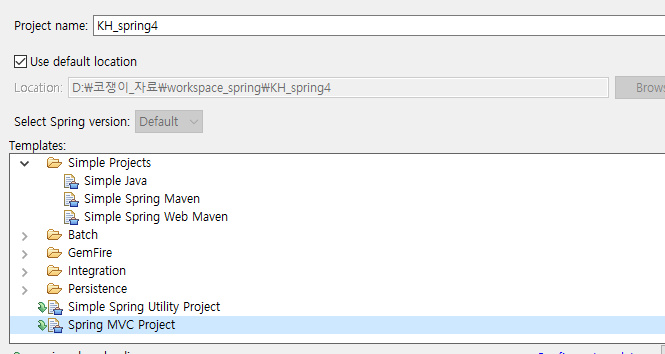 Project name: KH_spring4
Use default location
Location: D:₩코쟁이_자료₩workspace_spring₩KH_spring4 Brows
Select Spring version: Default
Templates:
Simple Projects
Simple Java
Simple Spring Maven
Simple Spring Web Maven
Batch
GemFire
Integration
Persistence
Simple Spring Utility Project
Spring MVC Project